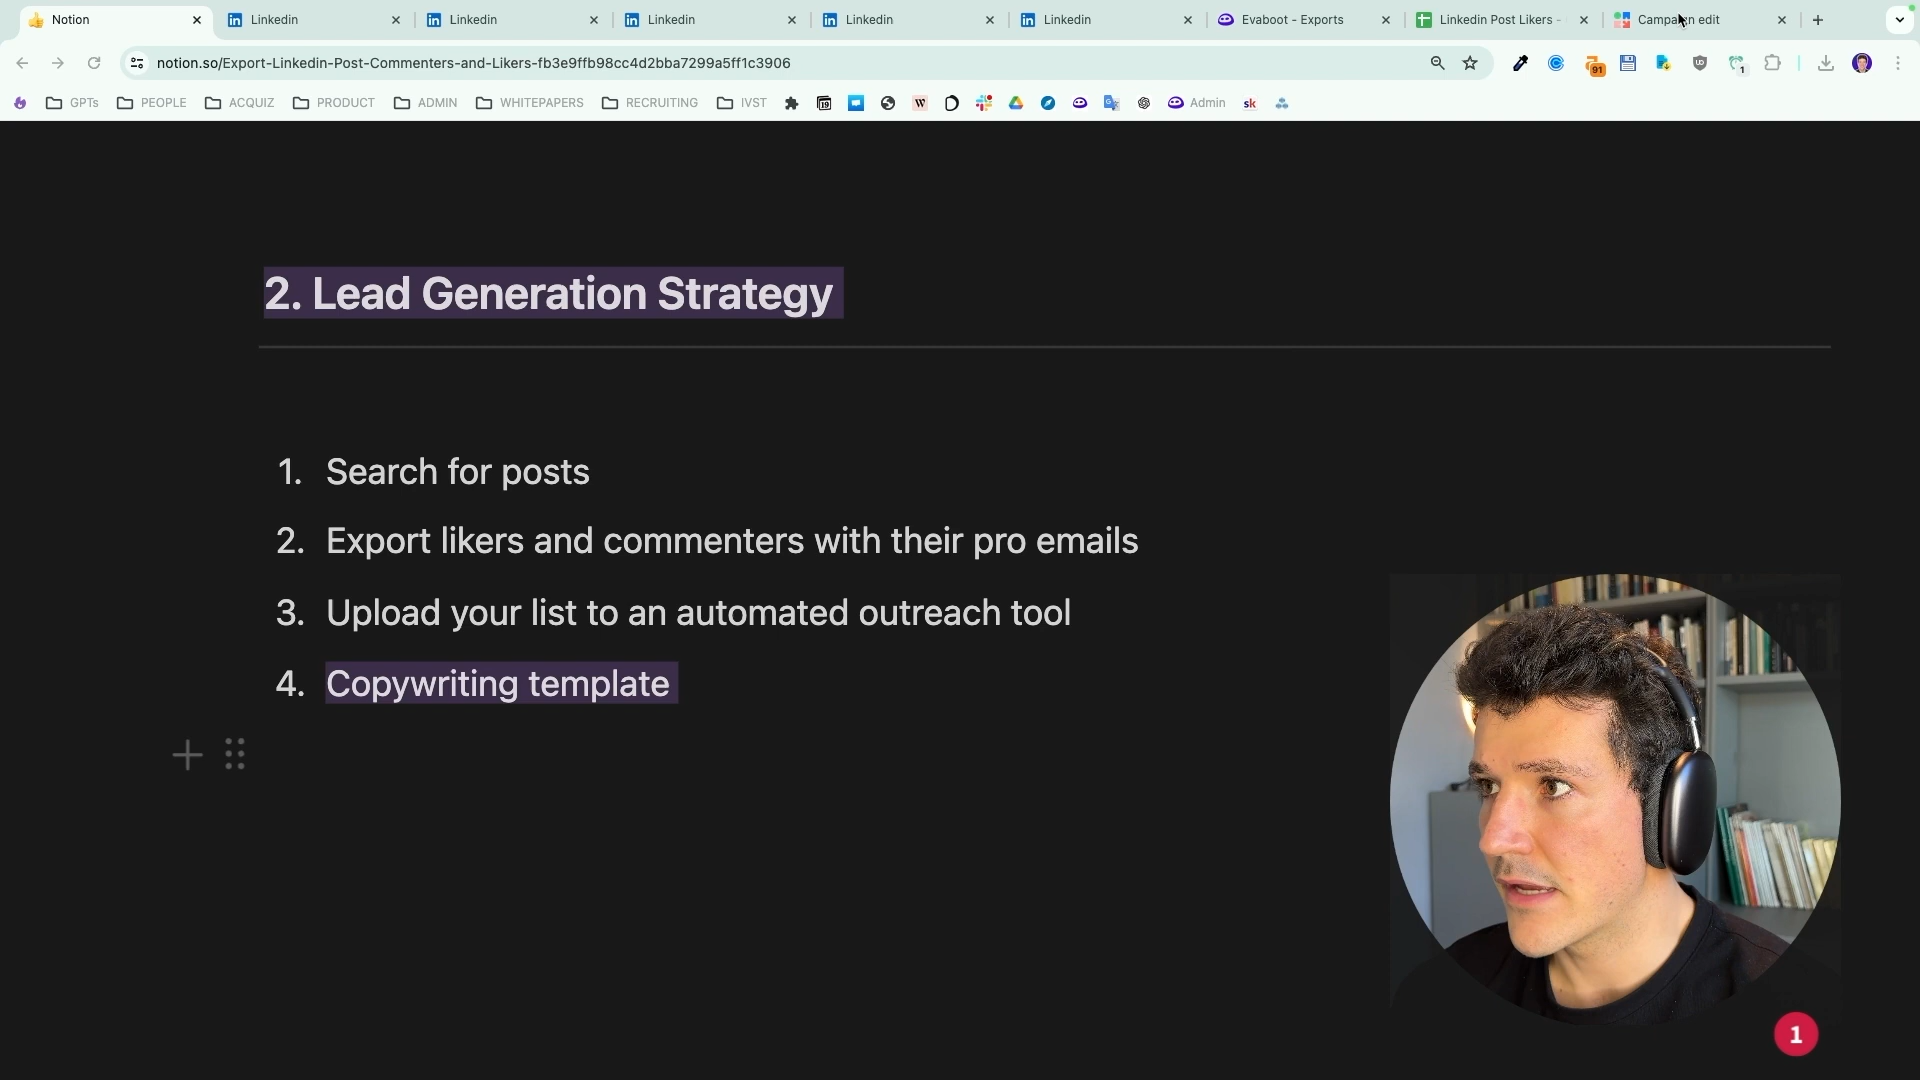 Notion
Linkedin
Linkedin
Linkedin
Linkedin
Linkedin
Evaboot - Exports
Linkedin Post Likers -
Campaign edit
notion.so/Export-Linkedin-Post-Commenters-and-Likers-fb3e9ffb98cc4d2bba7299a5ff1c3906
91
1
GPTs
PEOPLE
ACQUIZ
PRODUCT
ADMIN
WHITEPAPERS
RECRUITING
IVST
19
W
Admin
sk
2. Lead Generation Strategy
1. Search for posts
2. Export likers and commenters with their pro emails
3. Upload your list to an automated outreach tool
4. Copywriting template
1